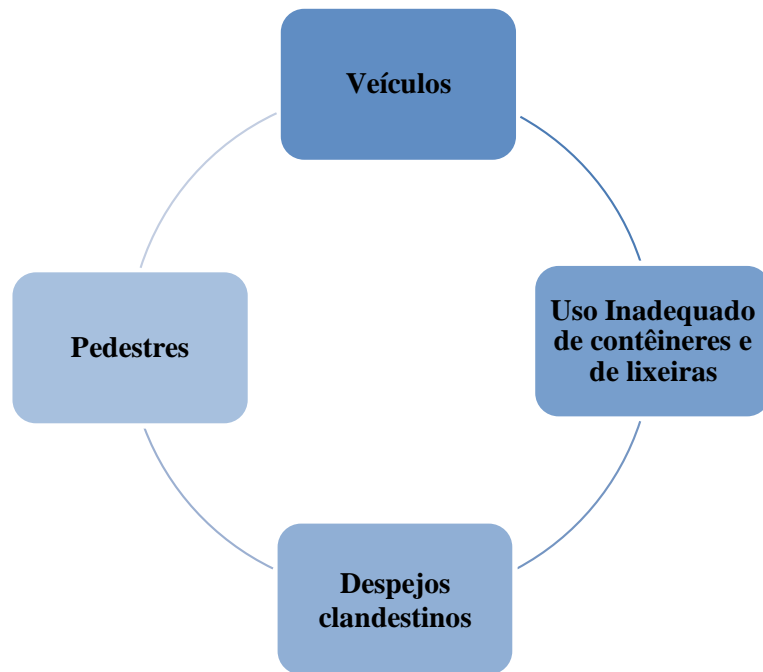 Veículos
Uso Inadequado
de contêineres e
de lixeiras
Pedestres
Despejos
clandestinos